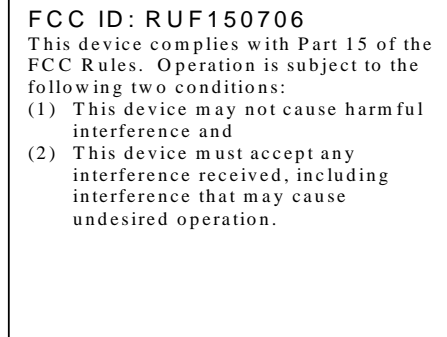 FCC ID: RUF150706
This device complies with Part 15 of the
FCC Rules. Operation is subject to the
following two conditions:
(1) This device may not cause harmful
interference and
(2) This device must accept any
interference received, including
interference that may cause
undesired operation.